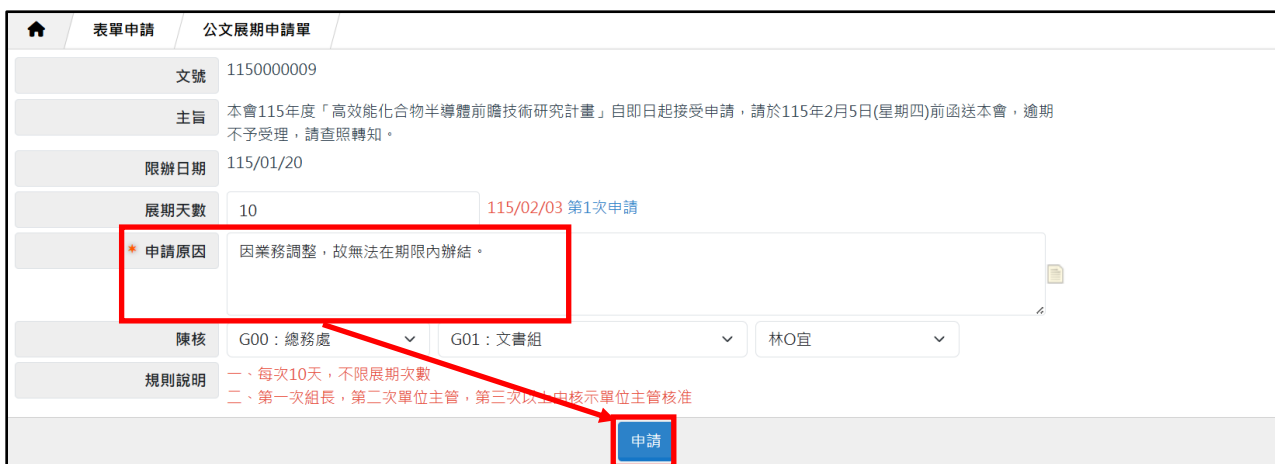 表單申請 公文展期申請單
文號 1150000009
主旨 本會115年度「高效能化合物半導體前瞻技術研究計畫」自即日起接受申請，請於115年2月5日(星期四)前函送本會，逾期
不予受理，請查照轉知。
限辦日期 115/01/20
展期天數 10 115/02/03 第1次申請
* 申請原因 因業務調整，故無法在期限內辦結。
陳核 G00：總務處 G01：文書組 林O宜
規則說明 一、每次10天，不限展期次數
二、第一次組長，第二次單位主管，第三次以上由核示單位主管核准
申請